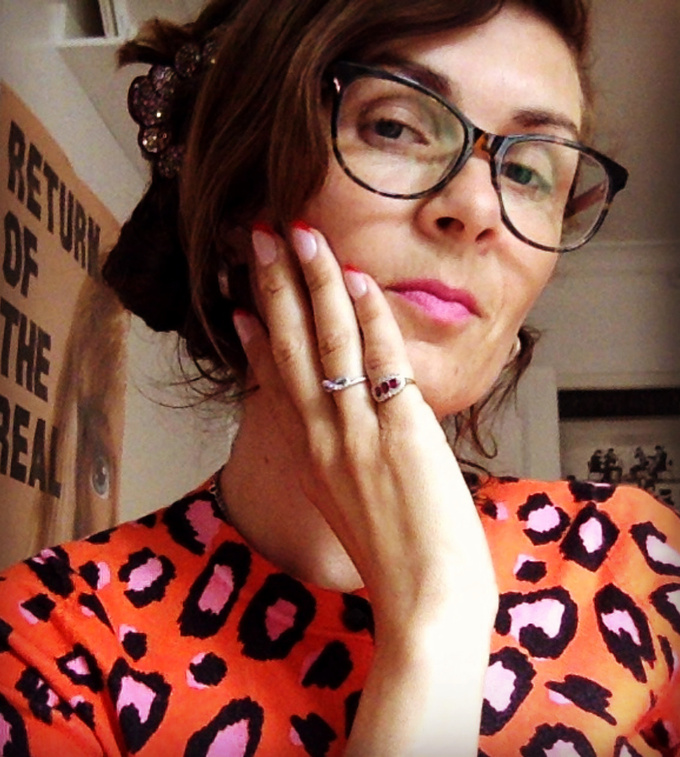 RETURN
OF
THE
REAL